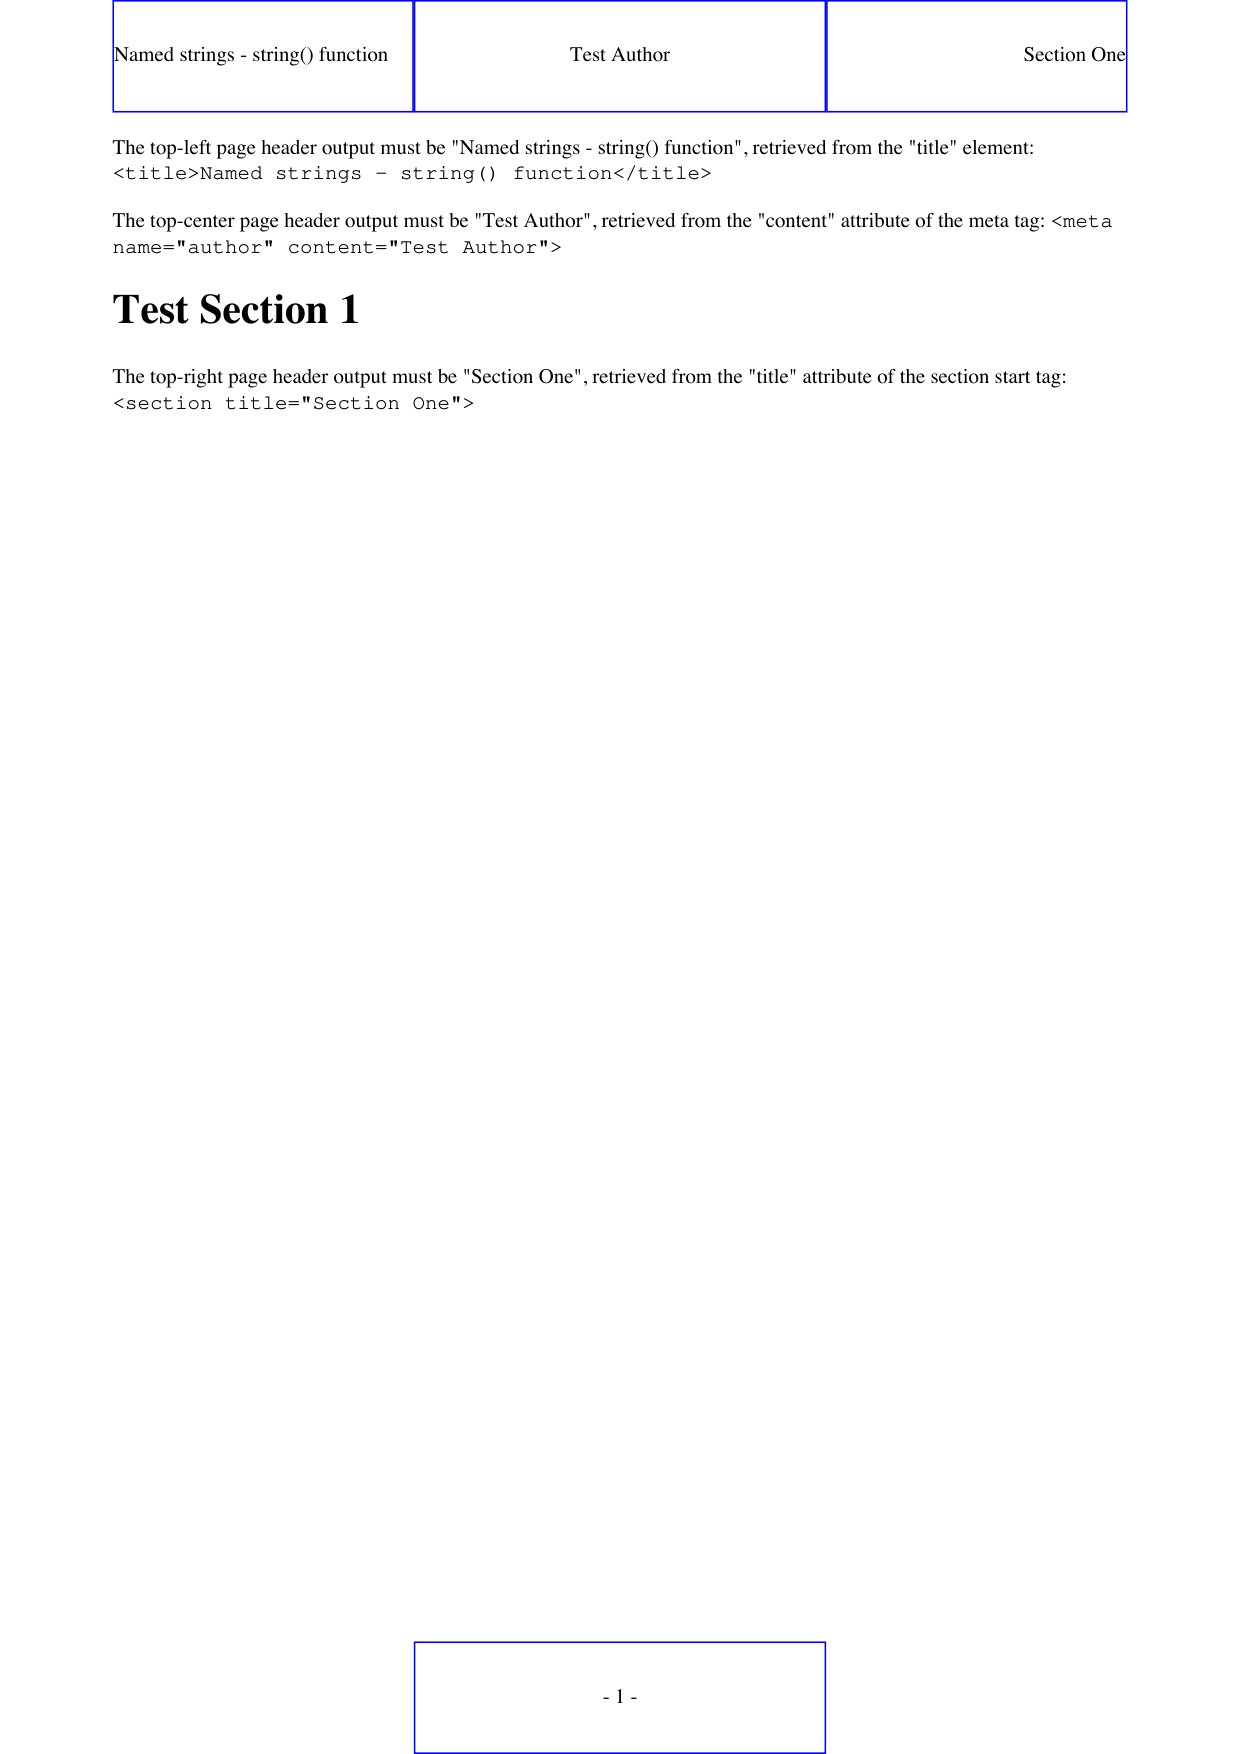 Named strings - string() function
Test Author
Section One
The top-left page header output must be "Named strings - string() function", retrieved from the "title" element:
<title>Named strings - string() function</title>
The top-center page header output must be "Test Author", retrieved from the "content" attribute of the meta tag: <meta
name="author" content="Test Author">
Test Section 1
The top-right page header output must be "Section One", retrieved from the "title" attribute of the section start tag:
<section title="Section One">
- 1 -